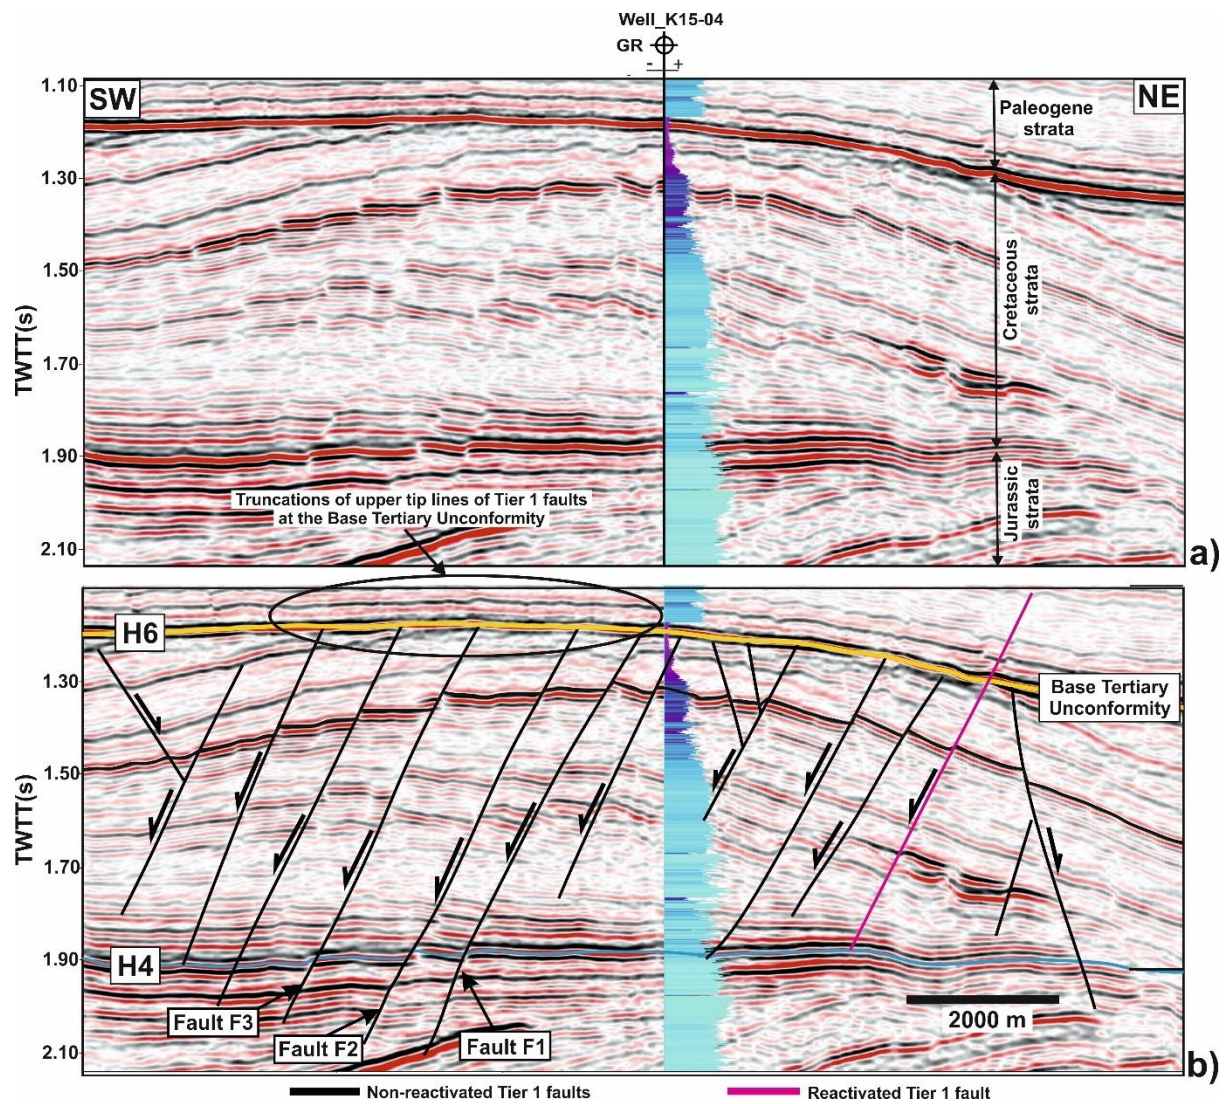 Well_K15-04
GR
- +
SW
NE
1.10
1.30
1.50
1.70
1.90
2.10
TWTT(s)
Paleogene
strata
Cretaceous
strata
Jurassic
strata
Truncations of upper tip lines of Tier 1 faults
at the Base Tertiary Unconformity
a)
H6
H4
1.30
1.50
1.70
1.90
2.10
TWTT(s)
Base Tertiary
Unconformity
Fault F3
Fault F2
Fault F1
2000 m
b)
Non-reactivated Tier 1 faults
Reactivated Tier 1 fault